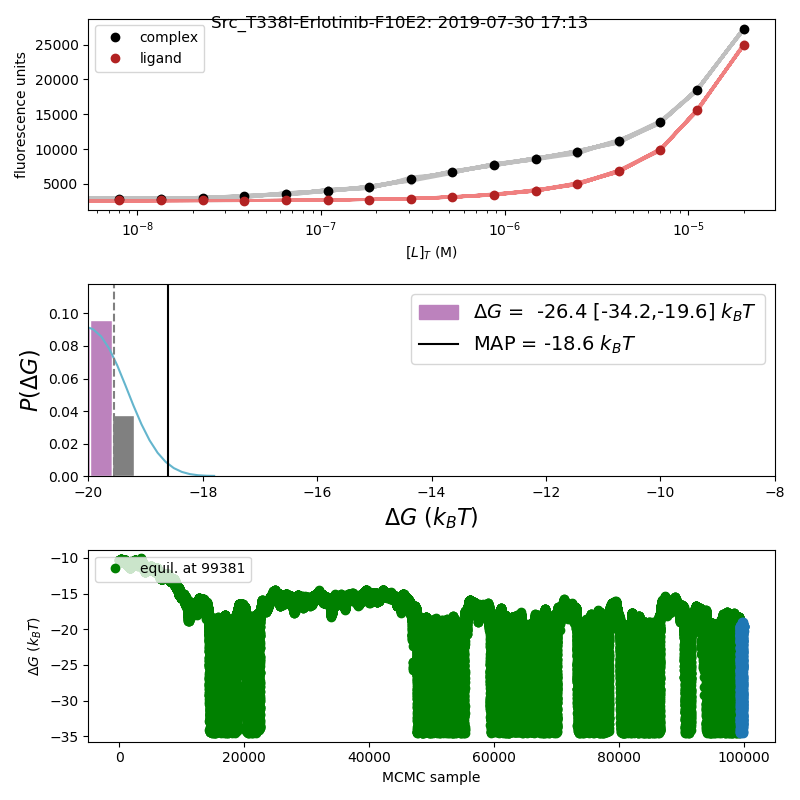 Src_T338I-Erlotinib-F10E2: 2019-07-30 17:13
complex
ligand
fluorescence units
25000
20000
15000
10000
5000
10⁻⁸ 10⁻⁷ 10⁻⁶ 10⁻⁵
[L]_T (M)
ΔG = -26.4 [-34.2,-19.6] k_BT
MAP = -18.6 k_BT
P(ΔG)
0.10
0.08
0.06
0.04
0.02
0.00
−20 −18 −16 −14 −12 −10 −8
ΔG (k_BT)
equil. at 99381
ΔG (k_BT)
−10
−15
−20
−25
−30
−35
0 20000 40000 60000 80000 100000
MCMC sample